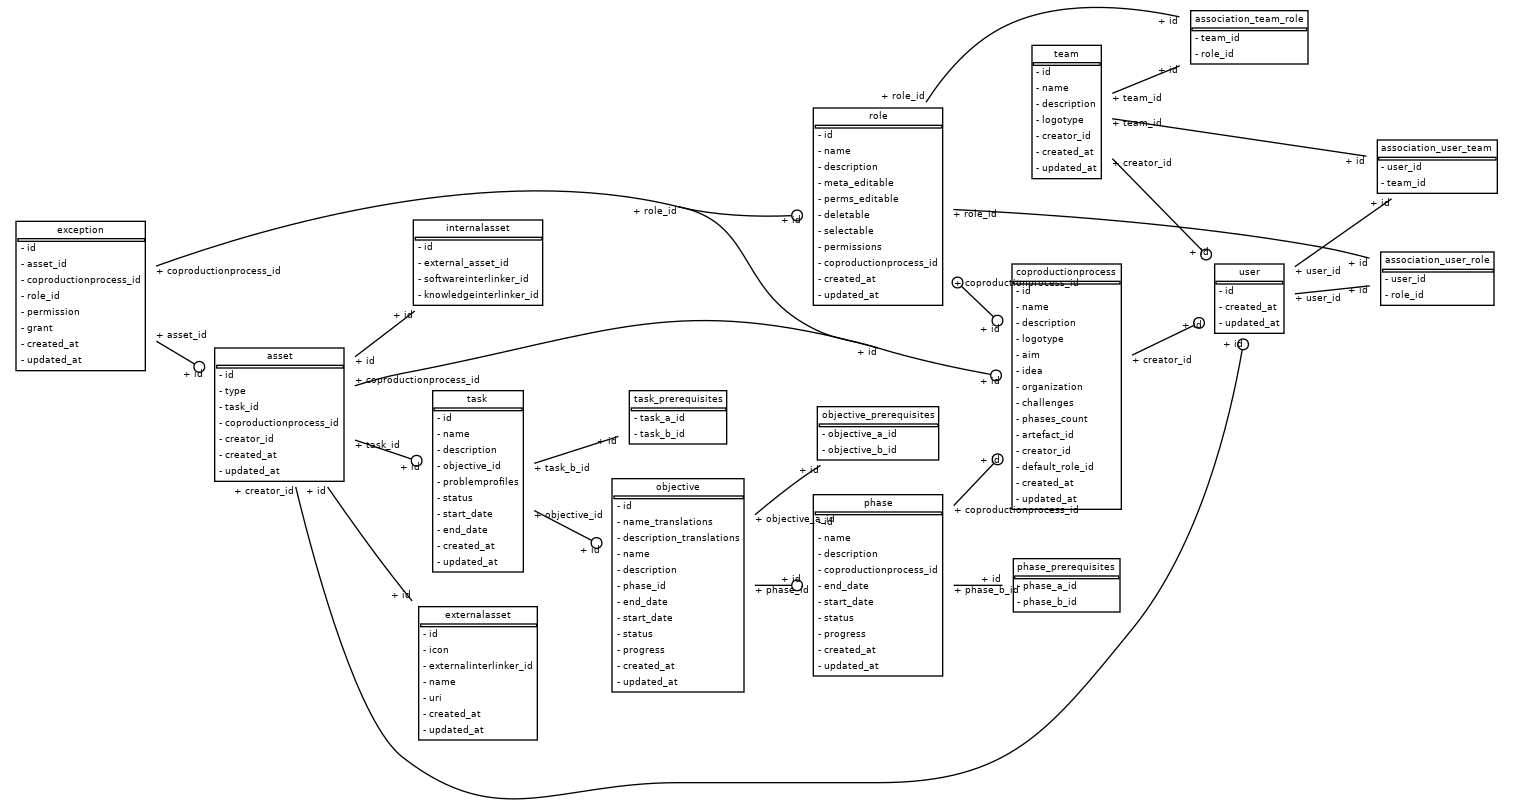 association_team_role
- team_id
- role_id
team
- id
- name
- description
- logotype
- creator_id
- created_at
- updated_at
+ id
+ id
+ team_id
+ team_id
+ creator_id
+ id
+ id
association_user_team
- user_id
- team_id
+ id
+ role_id
role
- id
- name
- description
- meta_editable
- perms_editable
- deletable
- selectable
- permissions
- coproductionprocess_id
- created_at
- updated_at
+ role_id
+ id
+ role_id
+ coproductionprocess_id
+ id
exception
- id
- asset_id
- coproductionprocess_id
- role_id
- permission
- grant
- created_at
- updated_at
+ coproductionprocess_id
+ asset_id
+ id
internalasset
- id
- external_asset_id
- softwareinterlinker_id
- knowledgeinterlinker_id
+ id
asset
- id
- type
- task_id
- coproductionprocess_id
- creator_id
- created_at
- updated_at
+ id
+ coproductionprocess_id
+ task_id
+ id
+ creator_id
+ id
+ id
+ id
coproductionprocess
- id
- name
- description
- logotype
- aim
- idea
- organization
- challenges
- phases_count
- artefact_id
- creator_id
- default_role_id
- created_at
- updated_at
+ creator_id
+ id
user
- id
- created_at
- updated_at
+ id
+ user_id
+ user_id
+ id
+ id
association_user_role
- user_id
- role_id
task
- id
- name
- description
- objective_id
- problemprofiles
- status
- start_date
- end_date
- created_at
- updated_at
+ task_b_id
+ id
+ objective_id
+ id
task_prerequisites
- task_a_id
- task_b_id
objective_prerequisites
- objective_a_id
- objective_b_id
+ id
objective
- id
- name_translations
- description_translations
- name
- description
- phase_id
- end_date
- start_date
- status
- progress
- created_at
- updated_at
+ objective_a_id
+ id
+ phase_id
phase
- id
- name
- description
- coproductionprocess_id
- end_date
- start_date
- status
- progress
- created_at
- updated_at
+ id
+ coproductionprocess_id
+ id
+ phase_b_id
phase_prerequisites
- phase_a_id
- phase_b_id
+ id
externalasset
- id
- icon
- externalinterlinker_id
- name
- uri
- created_at
- updated_at